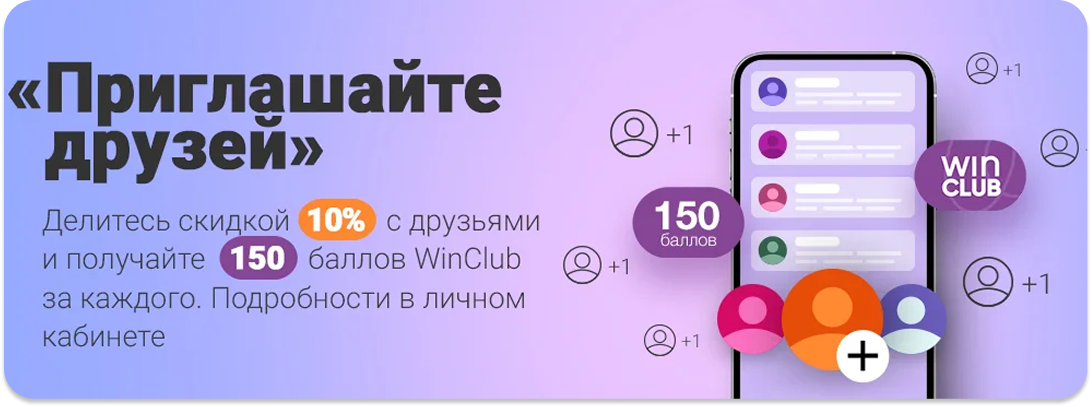 «Приглашайте
друзей»
Делитесь скидкой 10% с друзьями
и получайте 150 баллов WinClub
за каждого. Подробности в личном
кабинете
+1
+1
150
баллов
+1
+1
+1
WIN
CLUB
+1